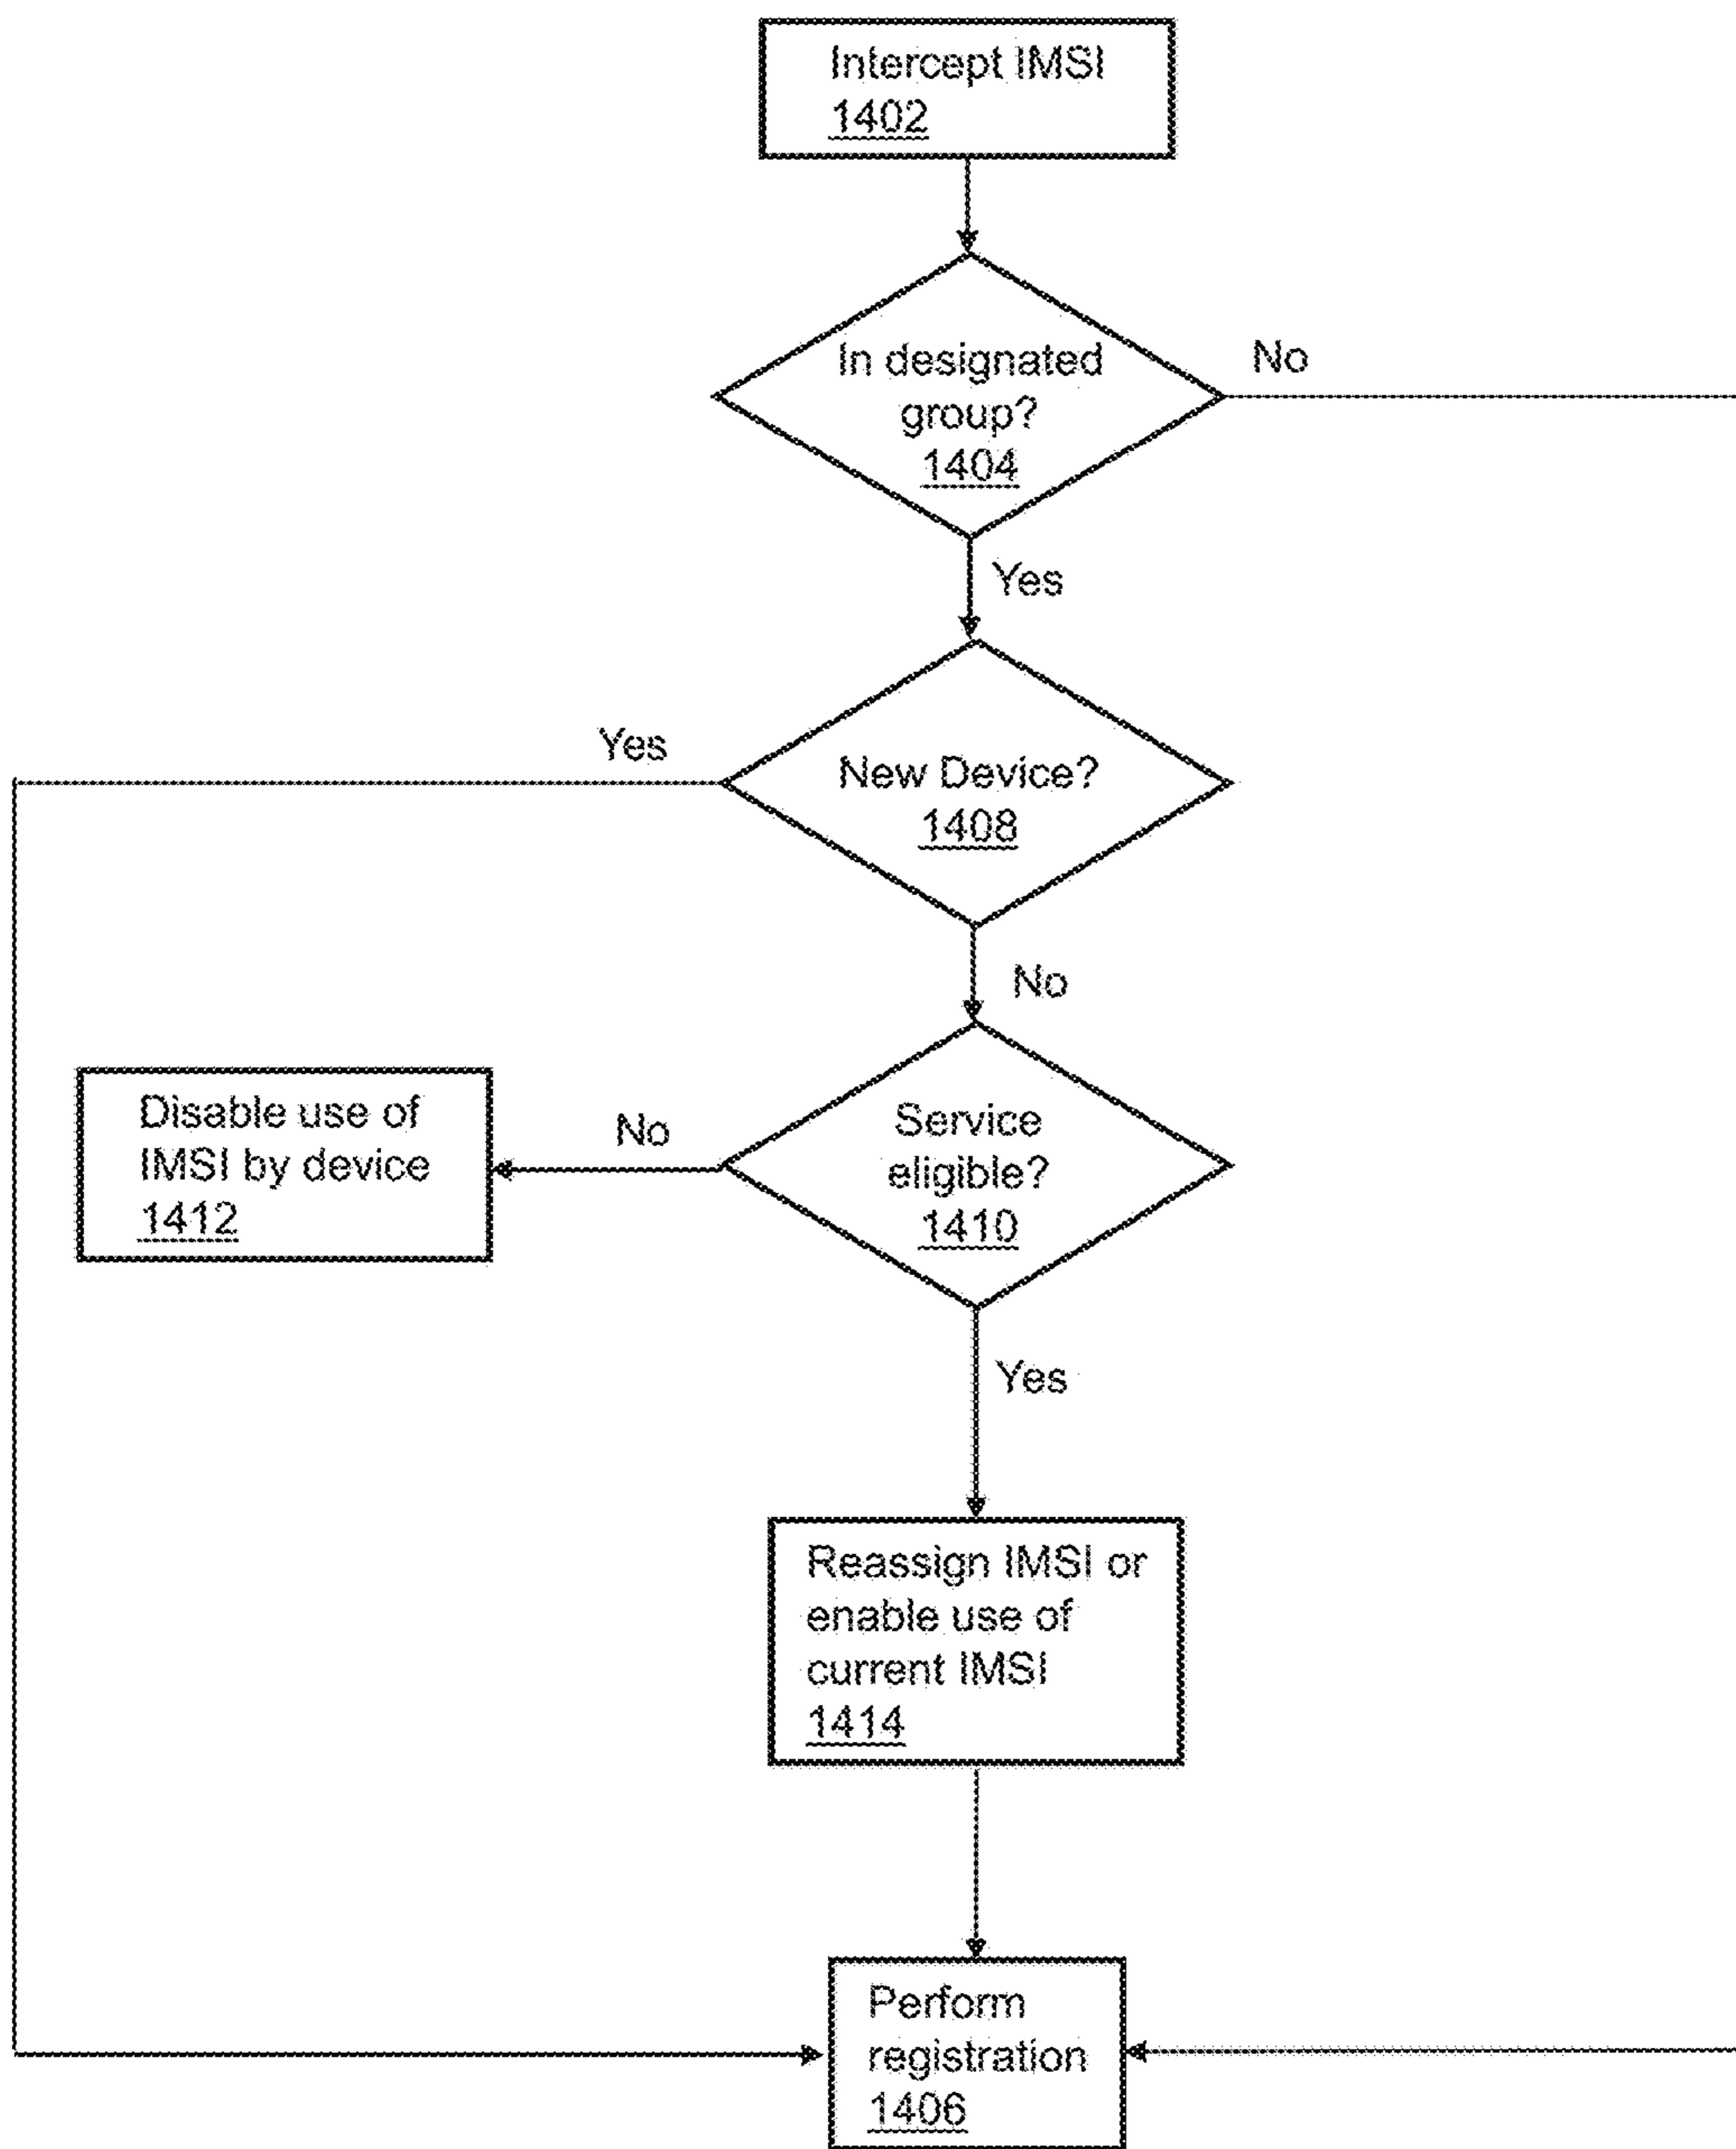 Intercept IMSI
1402
In designated
group?
1404
No
Yes
Yes
New Device?
1408
No
Disable use of
IMSI by device
1412
No
Service
eligible?
1410
Yes
Reassign IMSI or
enable use of
current IMSI
1414
Perform
registration
1406